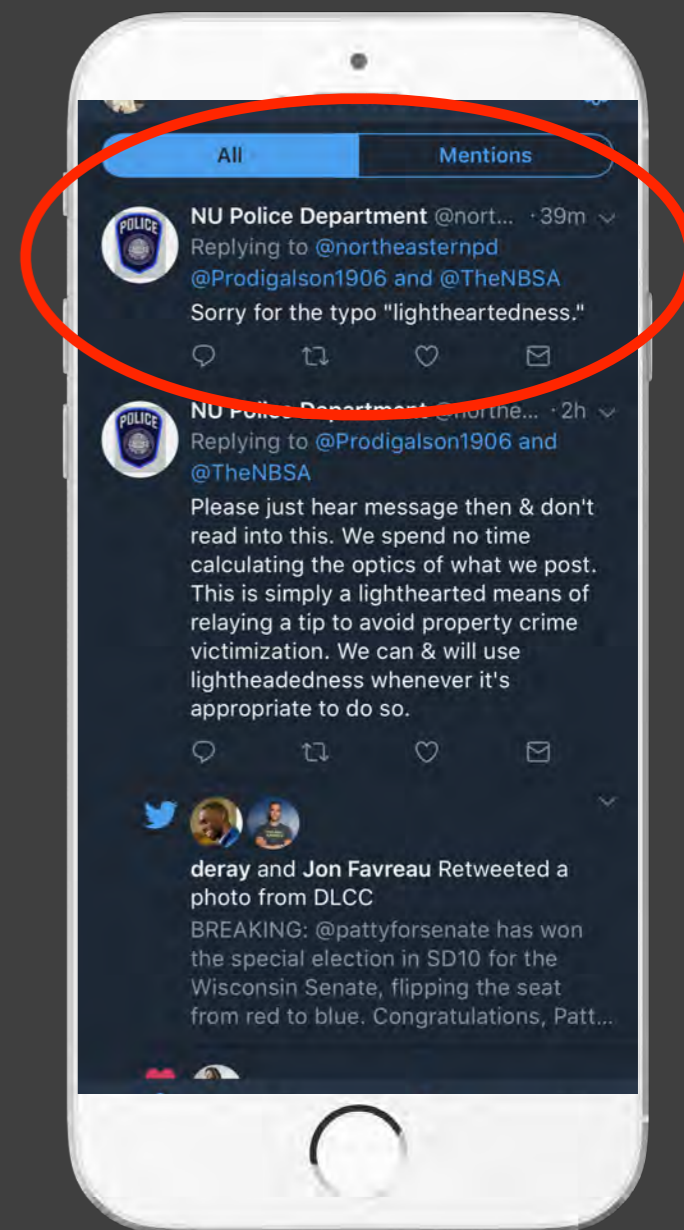 All
Mentions
NU Police Department @nort... · 39m
Replying to @northeasternpd
@Prodigalson1906 and @TheNBSA
Sorry for the typo "lightheartedness."
POLICE
NU Police Department @northe... · 2h
Replying to @Prodigalson1906 and
@TheNBSA
Please just hear message then & don't
read into this. We spend no time
calculating the optics of what we post.
This is simply a lighthearted means of
relaying a tip to avoid property crime
victimization. We can & will use
lightheadedness whenever it's
appropriate to do so.
POLICE
deray and Jon Favreau Retweeted a
photo from DLCC
BREAKING: @pattyforsenate has won
the special election in SD10 for the
Wisconsin Senate, flipping the seat
from red to blue. Congratulations, Patt...